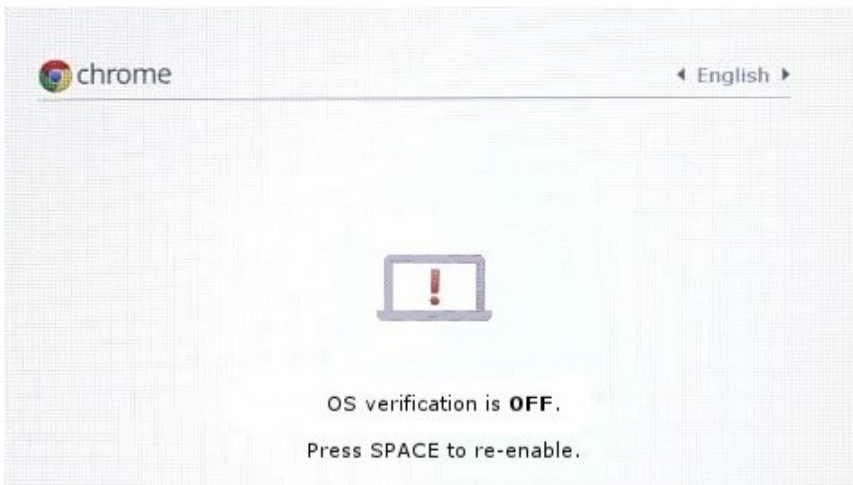 chrome
English
OS verification is OFF.
Press SPACE to re-enable.